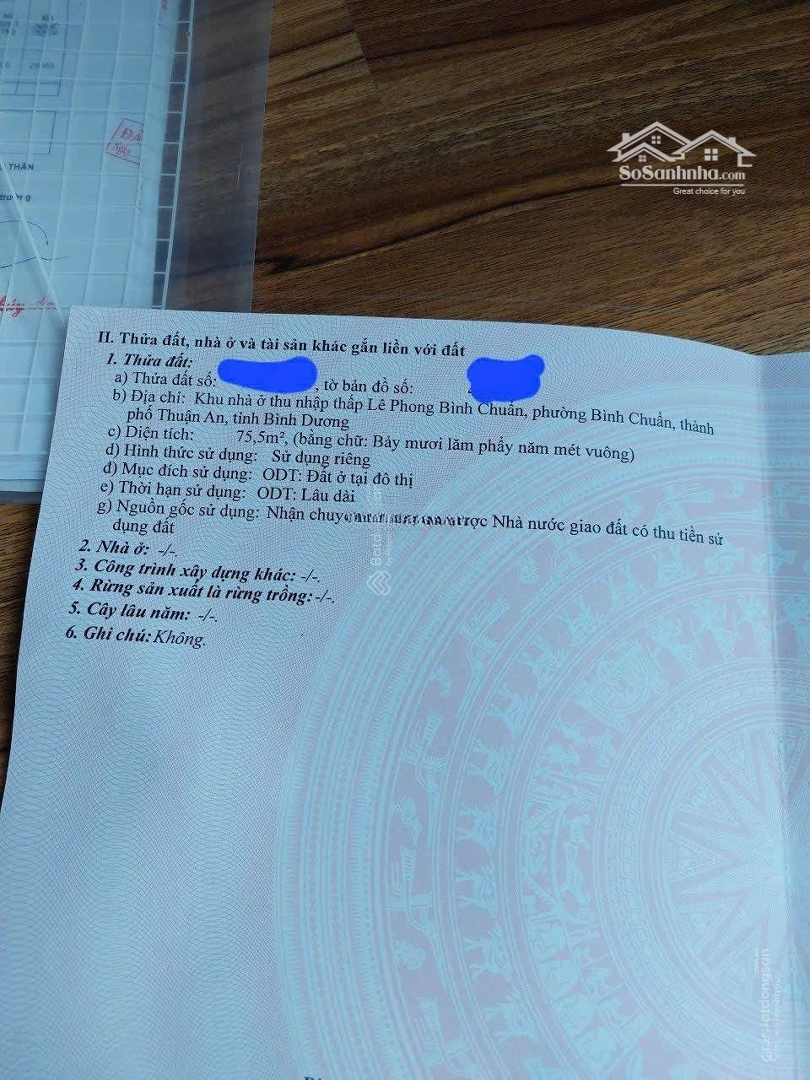 25069
THÂN
SoSanhnha.com
Great choice for you
II. Thửa đất, nhà ở và tài sản khác gắn liền với đất
1. Thửa đất:
a) Thửa đất số: , tờ bản đồ số:
b) Địa chỉ: Khu nhà ở thu nhập thấp Lê Phong Bình Chuẩn, phường Bình Chuẩn, thành
phố Thuận An, tỉnh Bình Dương
c) Diện tích: 75,5m², (bằng chữ: Bảy mươi lăm phẩy năm mét vuông)
d) Hình thức sử dụng: Sử dụng riêng
đ) Mục đích sử dụng: ODT: Đất ở tại đô thị
e) Thời hạn sử dụng: ODT: Lâu dài
g) Nguồn gốc sử dụng: Nhận Nhà nước giao đất có thu tiền sử
dụng đất
2. Nhà ở: -/-.
3. Công trình xây dựng khác: -/-.
4. Rừng sản xuất là rừng trồng: -/-.
5. Cây lâu năm: -/-.
6. Ghi chú: Không.